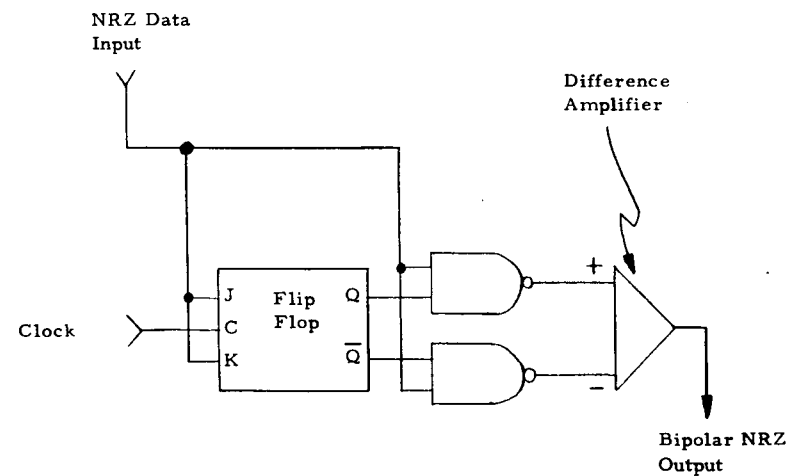 NRZ Data
Input
Difference
Amplifier
+
J
Flip
Q
Flop
Clock
C
K
Q̅
−
Bipolar NRZ
Output